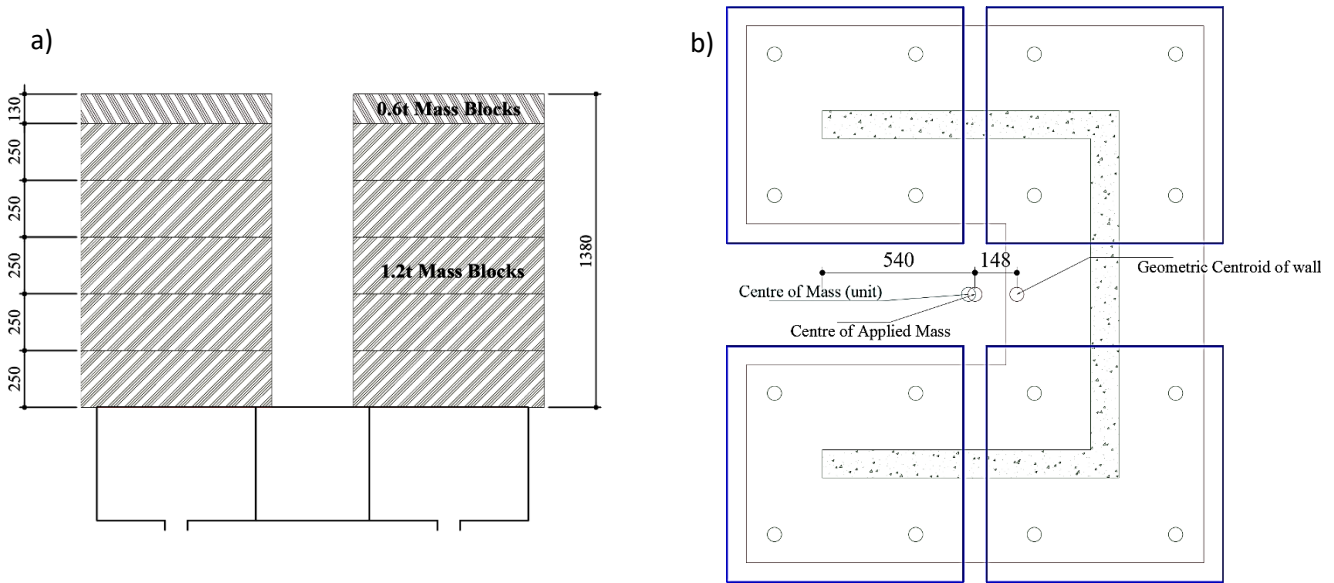 a)
130
250
250
250
250
250
0.6t Mass Blocks
1.2t Mass Blocks
1380
b)
540
148
Geometric Centroid of wall
Centre of Mass (unit)
Centre of Applied Mass